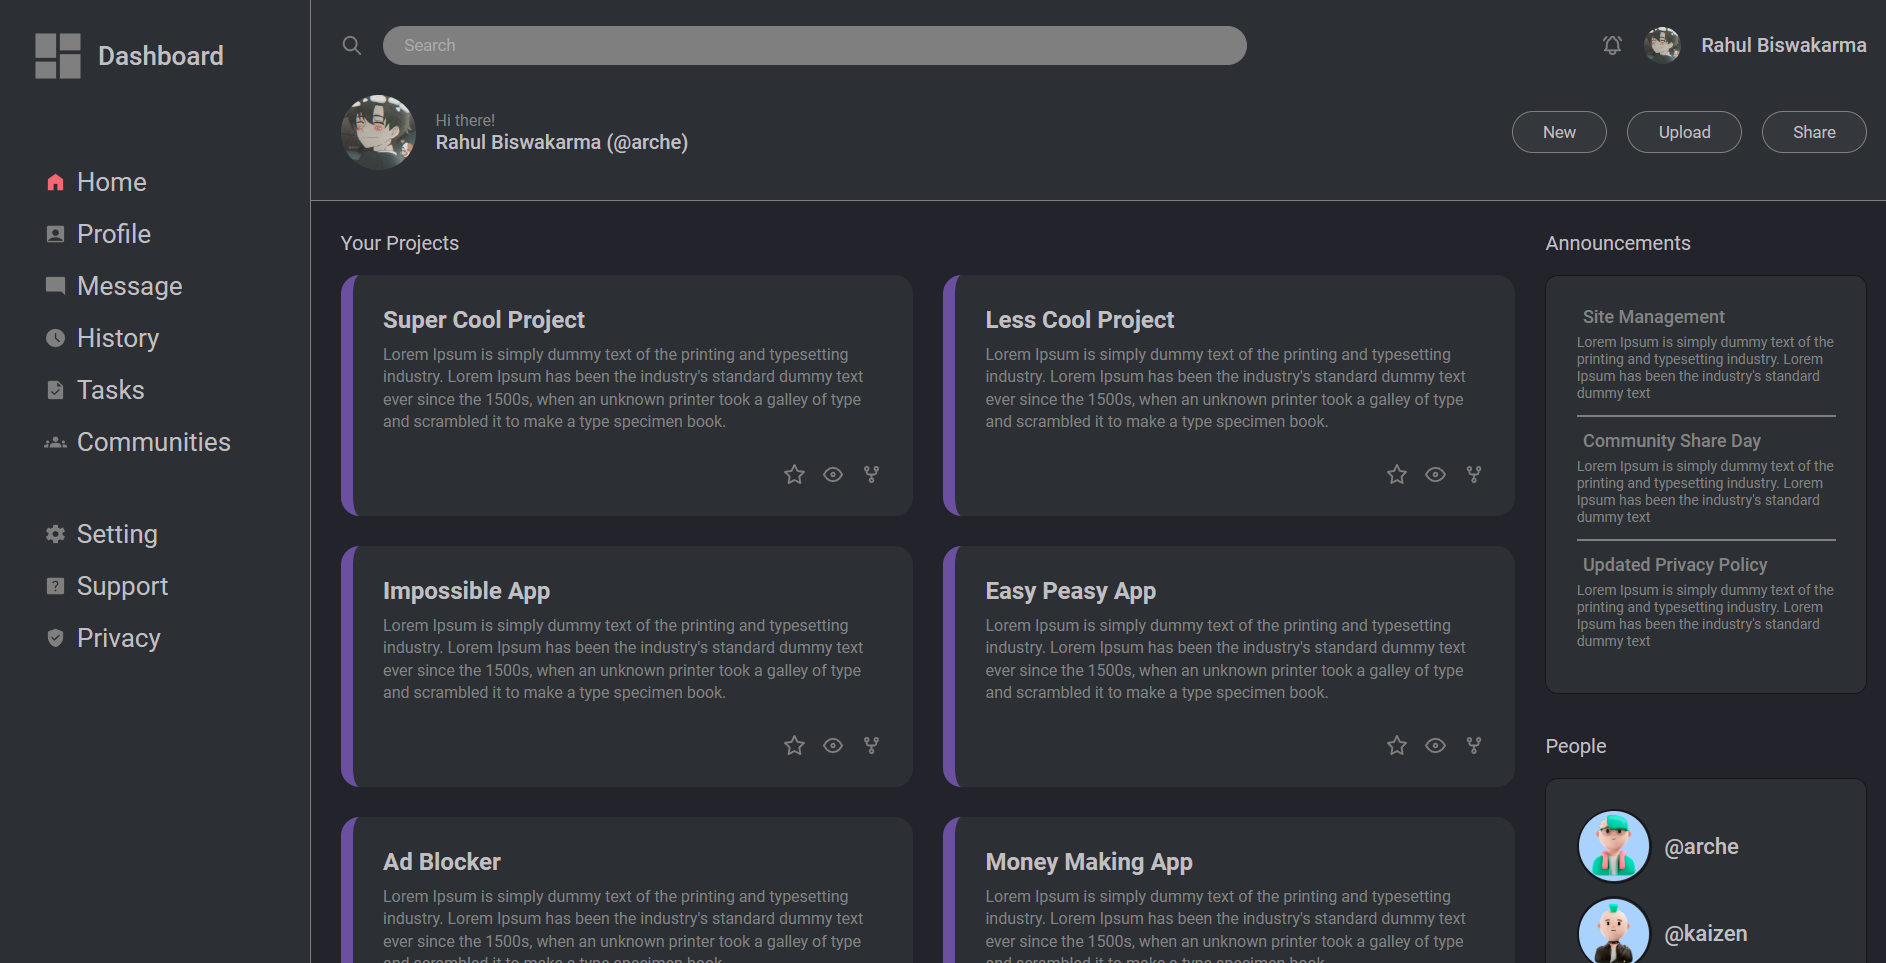 Dashboard
Home
Profile
Message
History
Tasks
Communities
Setting
Support
Privacy
Search
Rahul Biswakarma
Hi there!
Rahul Biswakarma (@arche)
New
Upload
Share
Your Projects
Super Cool Project
Lorem Ipsum is simply dummy text of the printing and typesetting
industry. Lorem Ipsum has been the industry's standard dummy text
ever since the 1500s, when an unknown printer took a galley of type
and scrambled it to make a type specimen book.
Less Cool Project
Lorem Ipsum is simply dummy text of the printing and typesetting
industry. Lorem Ipsum has been the industry's standard dummy text
ever since the 1500s, when an unknown printer took a galley of type
and scrambled it to make a type specimen book.
Impossible App
Lorem Ipsum is simply dummy text of the printing and typesetting
industry. Lorem Ipsum has been the industry's standard dummy text
ever since the 1500s, when an unknown printer took a galley of type
and scrambled it to make a type specimen book.
Easy Peasy App
Lorem Ipsum is simply dummy text of the printing and typesetting
industry. Lorem Ipsum has been the industry's standard dummy text
ever since the 1500s, when an unknown printer took a galley of type
and scrambled it to make a type specimen book.
Ad Blocker
Lorem Ipsum is simply dummy text of the printing and typesetting
industry. Lorem Ipsum has been the industry's standard dummy text
ever since the 1500s, when an unknown printer took a galley of type
and scrambled it to make a type specimen book.
Money Making App
Lorem Ipsum is simply dummy text of the printing and typesetting
industry. Lorem Ipsum has been the industry's standard dummy text
ever since the 1500s, when an unknown printer took a galley of type
and scrambled it to make a type specimen book.
Announcements
Site Management
Lorem Ipsum is simply dummy text of the
printing and typesetting industry. Lorem
Ipsum has been the industry's standard
dummy text
Community Share Day
Lorem Ipsum is simply dummy text of the
printing and typesetting industry. Lorem
Ipsum has been the industry's standard
dummy text
Updated Privacy Policy
Lorem Ipsum is simply dummy text of the
printing and typesetting industry. Lorem
Ipsum has been the industry's standard
dummy text
People
@arche
@kaizen